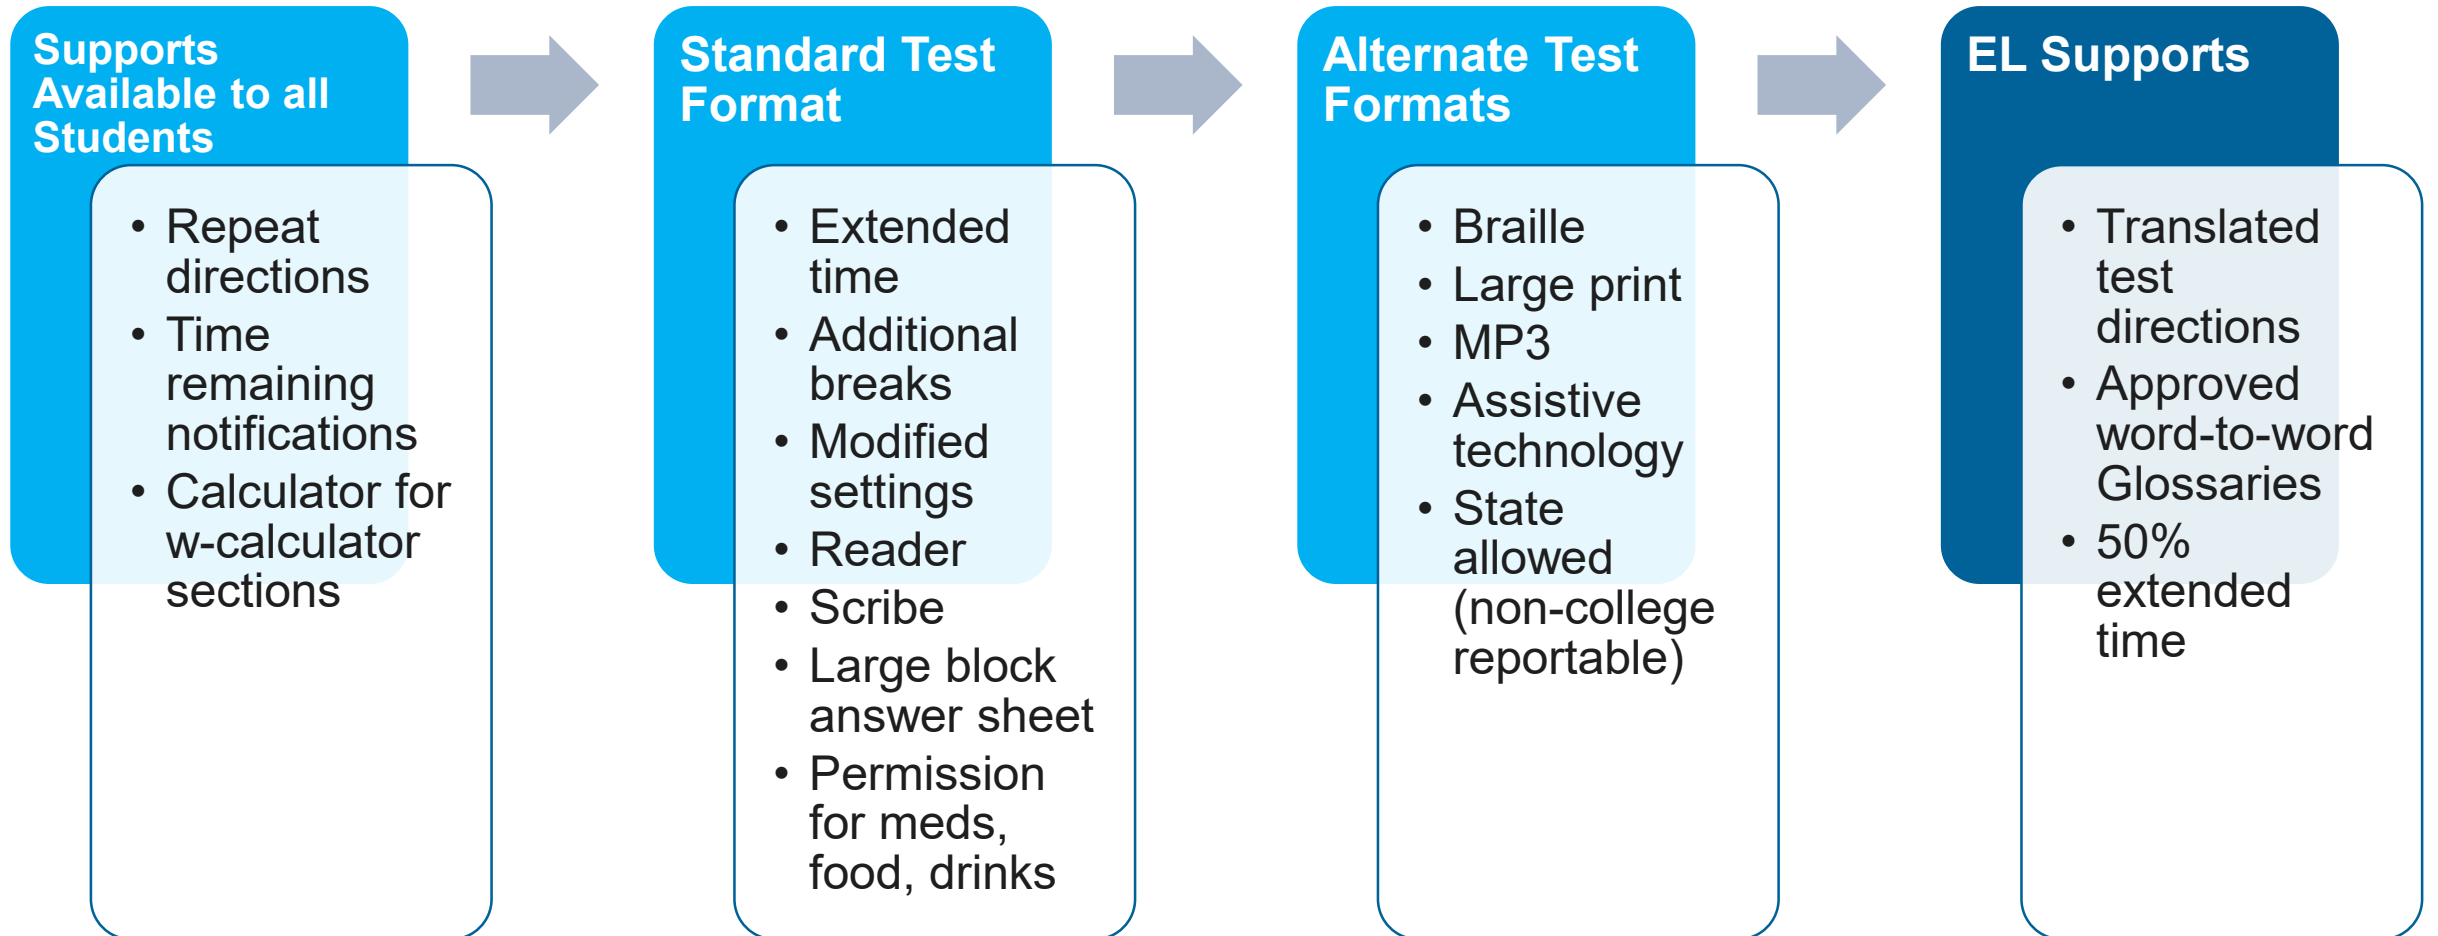 Supports
Available to all
Students
• Repeat
directions
• Time
remaining
notifications
• Calculator for
w-calculator
sections
Standard Test
Format
• Extended
time
• Additional
breaks
• Modified
settings
• Reader
• Scribe
• Large block
answer sheet
• Permission
for meds,
food, drinks
Alternate Test
Formats
• Braille
• Large print
• MP3
• Assistive
technology
• State
allowed
(non-college
reportable)
EL Supports
• Translated
test
directions
• Approved
word-to-word
Glossaries
• 50%
extended
time